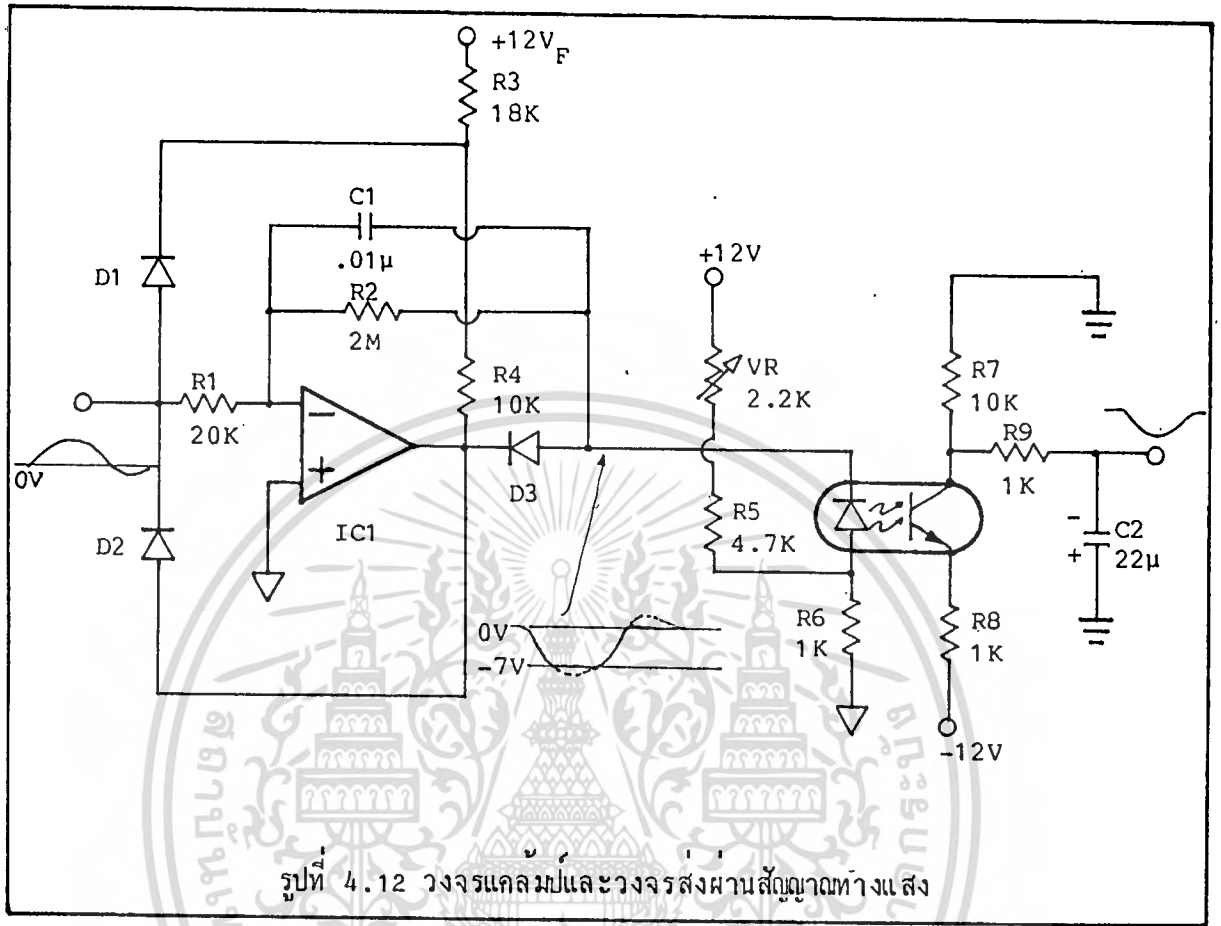 +12V_F
R3
18K
C1
.01μ
D1
R2
2M
+12V
R1
20K
R4
10K
VR
2.2K
R7
10K
R9
1K
0V
D3
D2
IC1
R5
4.7K
C2
22μ
-
+
0V
-7V
R6
1K
R8
1K
-12V
รูปที่ 4.12 วงจรแคล้มป์และวงจรส่งผ่านสัญญาณทางแสง